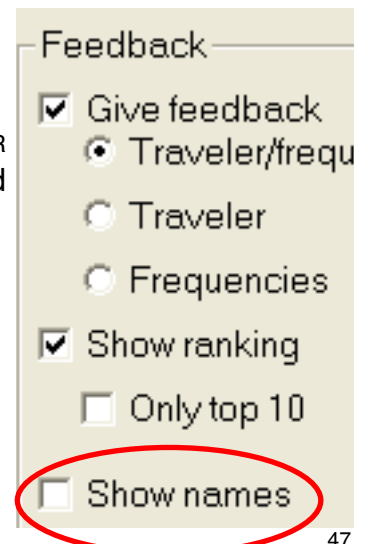 Feedback
Give feedback
R
Traveler/frequ
d
Traveler
Frequencies
Show ranking
Only top 10
Show names
47